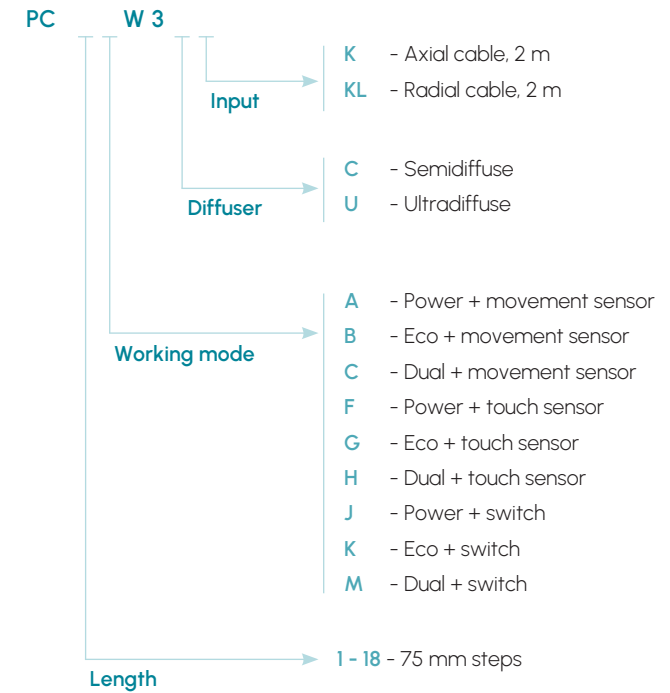 PC W 3
K - Axial cable, 2 m
KL - Radial cable, 2 m
Input
C - Semidiffuse
U - Ultradiffuse
Diffuser
A - Power + movement sensor
B - Eco + movement sensor
Working mode
C - Dual + movement sensor
F - Power + touch sensor
G - Eco + touch sensor
H - Dual + touch sensor
J - Power + switch
K - Eco + switch
M - Dual + switch
1 - 18 - 75 mm steps
Length